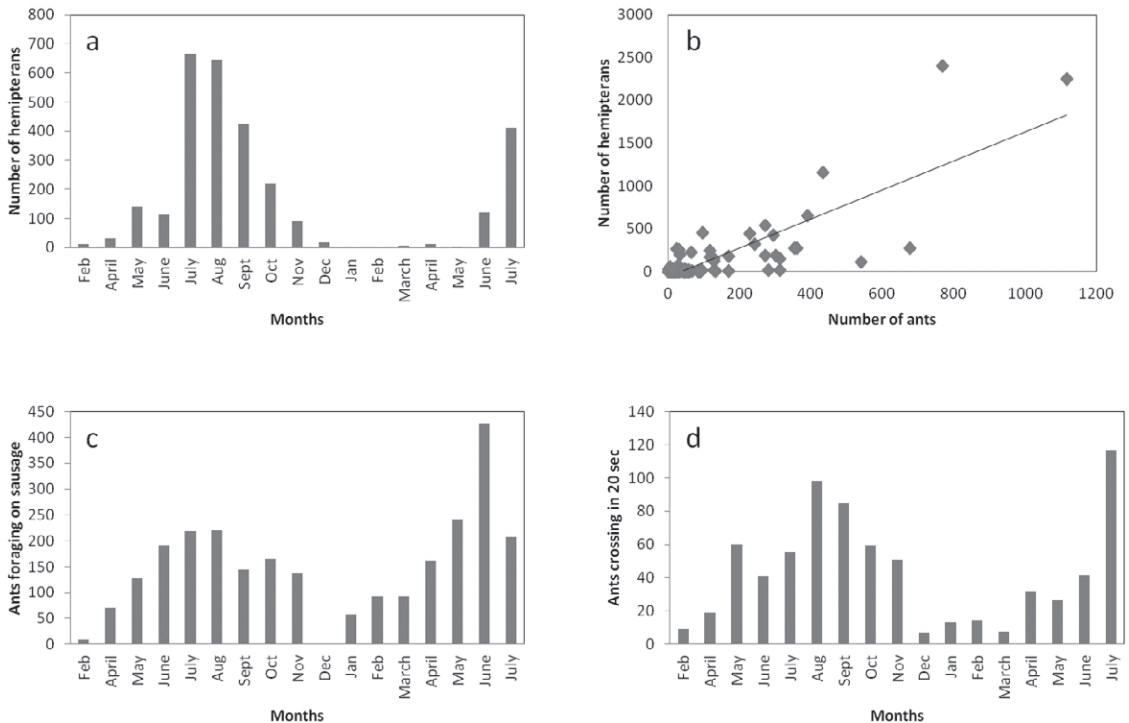 a
Number of hemipterans
800
700
600
500
400
300
200
100
0
Feb
April
May
June
July
Aug
Sept
Oct
Nov
Dec
Jan
Feb
March
April
May
June
July
Months
b
Number of hemipterans
3000
2500
2000
1500
1000
500
0
0 200 400 600 800 1000 1200
Number of ants
c
Ants foraging on sausage
450
400
350
300
250
200
150
100
50
0
Feb
April
May
June
July
Aug
Sept
Oct
Nov
Dec
Jan
Feb
March
April
May
June
July
Months
d
Ants crossing in 20 sec
140
120
100
80
60
40
20
0
Feb
April
May
June
July
Aug
Sept
Oct
Nov
Dec
Jan
Feb
March
April
May
June
July
Months